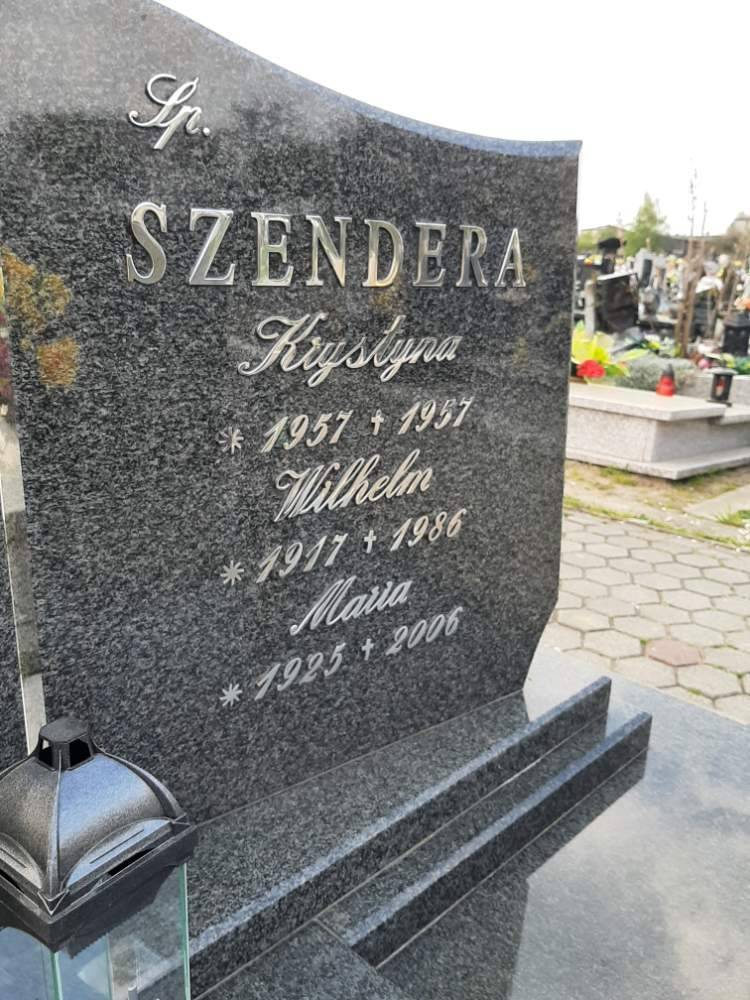 Śp.
SZENDERA
Krystyna
* 1957 + 1957
Wilhelm
* 1917 + 1986
Maria
* 1925 + 2006